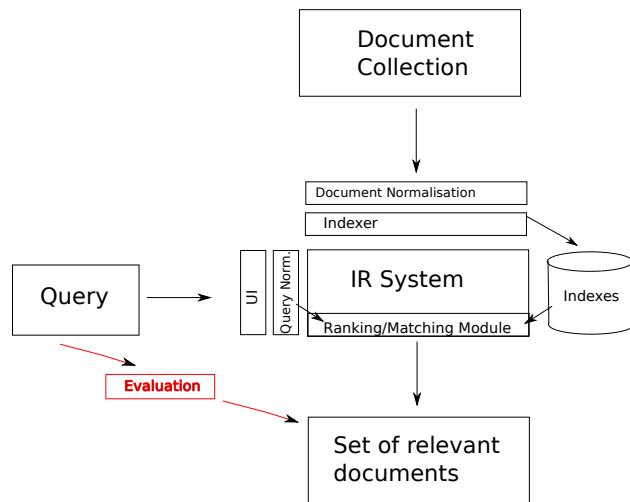 Document
Collection
Document Normalisation
Indexer
UI
Query Norm.
IR System
Ranking/Matching Module
Indexes
Query
Evaluation
Set of relevant
documents